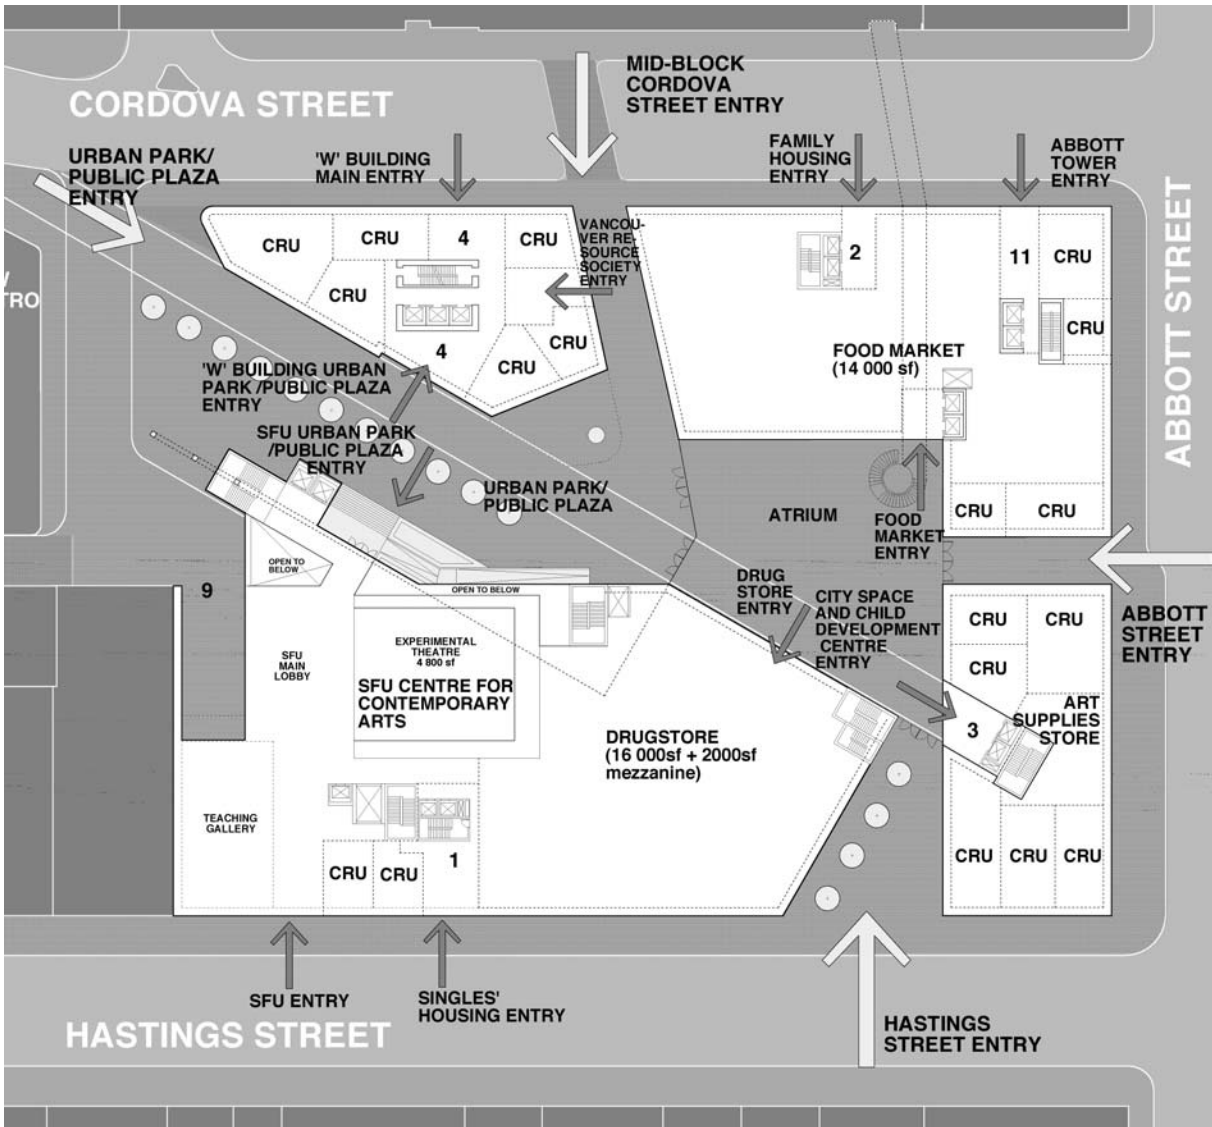 CORDOVA STREET
MID-BLOCK
CORDOVA
STREET ENTRY
URBAN PARK/
PUBLIC PLAZA
ENTRY
'W' BUILDING
MAIN ENTRY
FAMILY
HOUSING
ENTRY
ABBOTT
TOWER
ENTRY
ABBOTT STREET
TRO
CRU
CRU
4
CRU
VANCOU-
VER RE-
SOURCE
SOCIETY
ENTRY
2
11
CRU
CRU
CRU
CRU
CRU
4
CRU
FOOD MARKET
(14 000 sf)
'W' BUILDING URBAN
PARK /PUBLIC PLAZA
ENTRY
SFU URBAN PARK
/PUBLIC PLAZA
ENTRY
URBAN PARK/
PUBLIC PLAZA
ATRIUM
FOOD
MARKET
ENTRY
CRU
CRU
OPEN TO
BELOW
9
OPEN TO BELOW
DRUG
STORE
ENTRY
CITY SPACE
AND CHILD
DEVELOPMENT
CENTRE
ENTRY
ABBOTT
STREET
ENTRY
CRU
CRU
CRU
EXPERIMENTAL
THEATRE
4 800 sf
SFU
MAIN
LOBBY
SFU CENTRE FOR
CONTEMPORARY
ARTS
DRUGSTORE
(16 000sf + 2000sf
mezzanine)
3
ART
SUPPLIES
STORE
TEACHING
GALLERY
CRU
CRU
1
CRU
CRU
CRU
SFU ENTRY
SINGLES'
HOUSING ENTRY
HASTINGS STREET
HASTINGS
STREET ENTRY